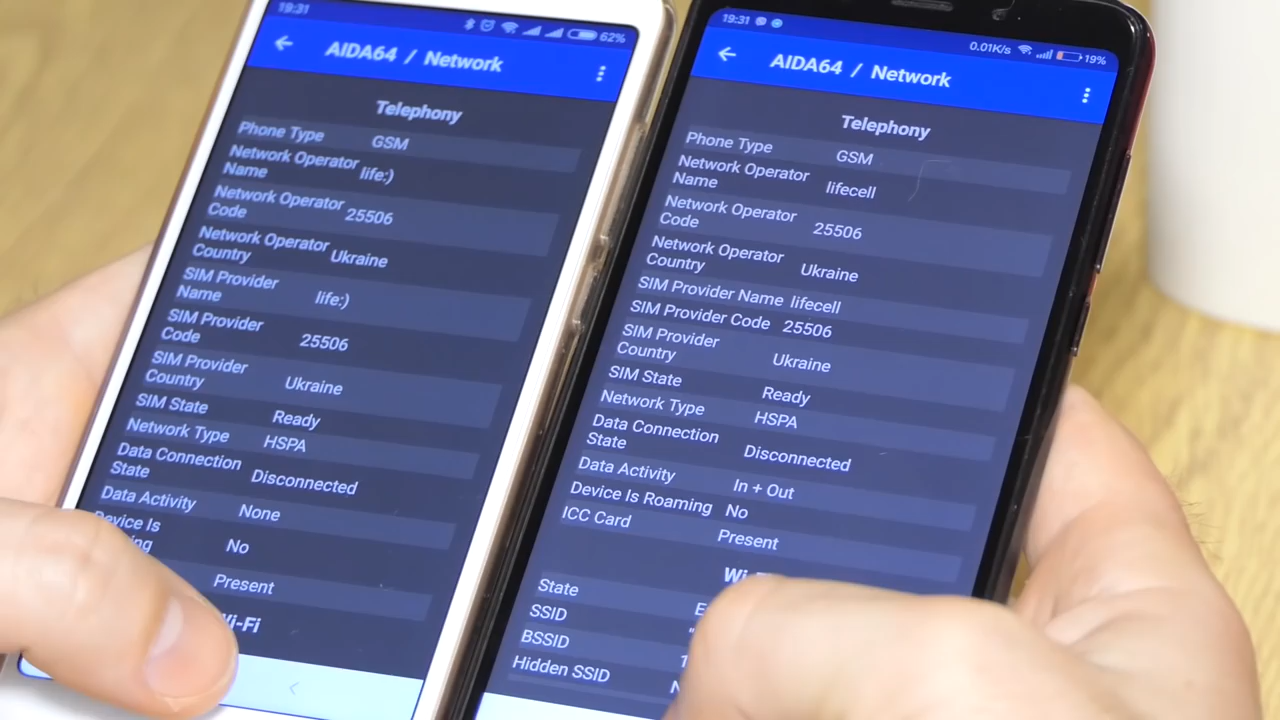 19:31
62%
AIDA64 / Network
Telephony
Phone Type GSM
Network Operator
Name life:)
Network Operator
Code 25506
Network Operator
Country Ukraine
SIM Provider
Name life:)
SIM Provider
Code 25506
SIM Provider
Country Ukraine
SIM State Ready
Network Type HSPA
Data Connection
State Disconnected
Data Activity None
Device Is
No
Present
19:31
0.01K/s 19%
AIDA64 / Network
Telephony
Phone Type GSM
Network Operator
Name lifecell
Network Operator
Code 25506
Network Operator
Country Ukraine
SIM Provider Name lifecell
SIM Provider Code 25506
SIM Provider
Country Ukraine
SIM State Ready
Network Type HSPA
Data Connection
State Disconnected
Data Activity In + Out
Device Is Roaming No
ICC Card Present
State
SSID
BSSID
Hidden SSID